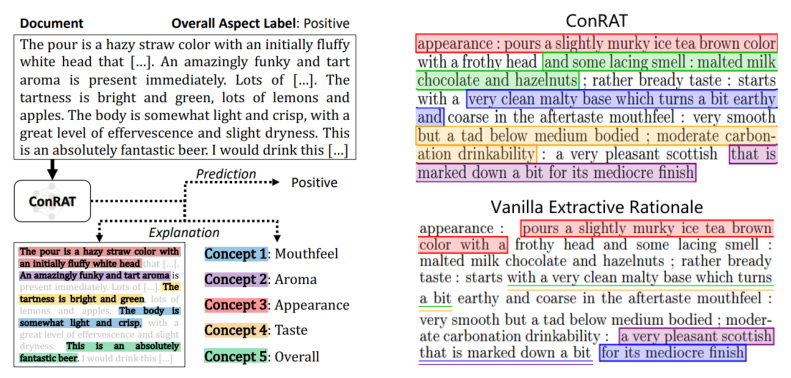 Document Overall Aspect Label: Positive
The pour is a hazy straw color with an initially fluffy
white head that [...]. An amazingly funky and tart
aroma is present immediately. Lots of [...]. The
tartness is bright and green, lots of lemons and
apples. The body is somewhat light and crisp, with a
great level of effervescence and slight dryness. This
is an absolutely fantastic beer. I would drink this [...]
ConRAT
Prediction
Positive
Explanation
The pour is a hazy straw color with
an initially fluffy white head that [...].
An amazingly funky and tart aroma is
present immediately. Lots of [...]. The
tartness is bright and green, lots of
lemons and apples. The body is
somewhat light and crisp, with a
great level of effervescence and slight
dryness. This is an absolutely
fantastic beer. I would drink this [...]
Concept 1: Mouthfeel
Concept 2: Aroma
Concept 3: Appearance
Concept 4: Taste
Concept 5: Overall
ConRAT
appearance : pours a slightly murky ice tea brown color
with a frothy head and some lacing smell : malted milk
chocolate and hazelnuts ; rather bready taste : starts
with a very clean malty base which turns a bit earthy
and coarse in the aftertaste mouthfeel : very smooth
but a tad below medium bodied ; moderate carbon-
ation drinkability : a very pleasant scottish that is
marked down a bit for its mediocre finish
Vanilla Extractive Rationale
appearance : pours a slightly murky ice tea brown
color with a frothy head and some lacing smell :
malted milk chocolate and hazelnuts ; rather bready
taste : starts with a very clean malty base which turns
a bit earthy and coarse in the aftertaste mouthfeel :
very smooth but a tad below medium bodied ; moder-
ate carbonation drinkability : a very pleasant scottish
that is marked down a bit for its mediocre finish